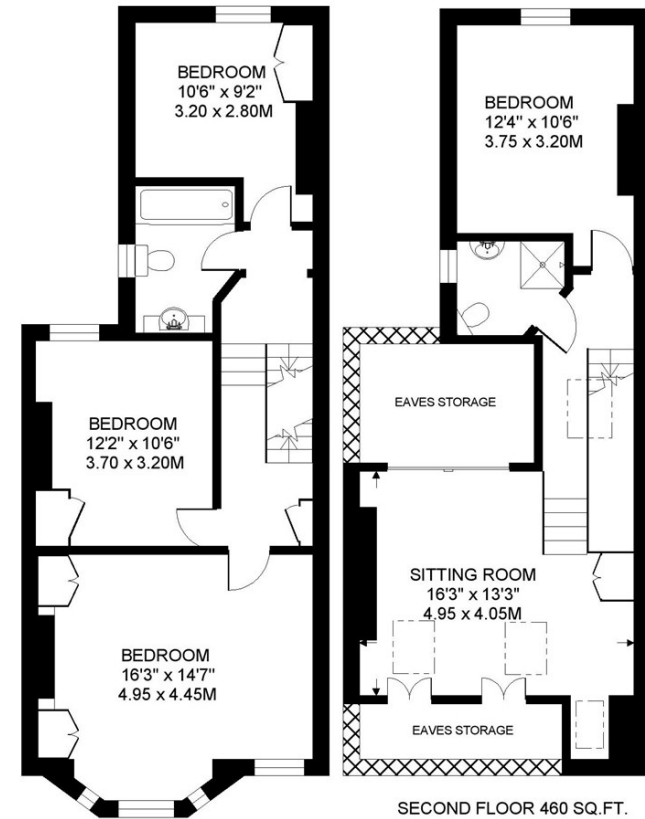 BEDROOM
10'6" x 9'2"
3.20 x 2.80M
BEDROOM
12'2" x 10'6"
3.70 x 3.20M
BEDROOM
16'3" x 14'7"
4.95 x 4.45M
BEDROOM
12'4" x 10'6"
3.75 x 3.20M
EAVES STORAGE
SITTING ROOM
16'3" x 13'3"
4.95 x 4.05M
EAVES STORAGE
SECOND FLOOR 460 SQ.FT.